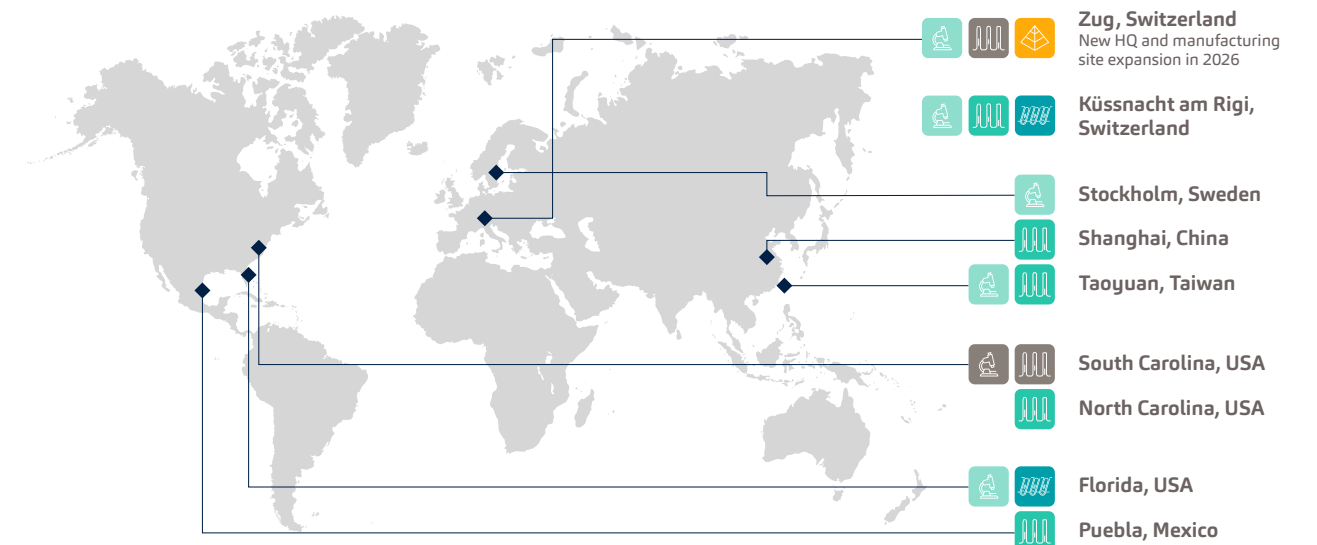 Zug, Switzerland
New HQ and manufacturing
site expansion in 2026
Küssnacht am Rigi,
Switzerland
Stockholm, Sweden
Shanghai, China
Taoyuan, Taiwan
South Carolina, USA
North Carolina, USA
Florida, USA
Puebla, Mexico